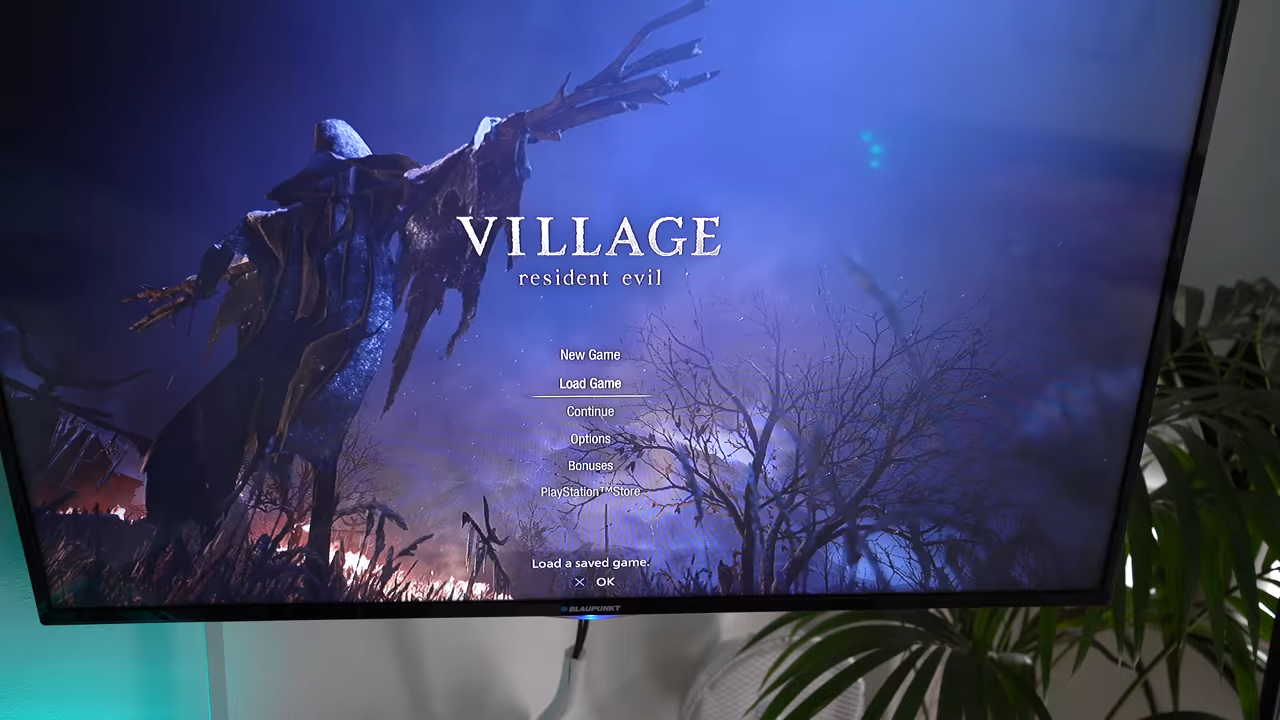 VILLAGE
resident evil
New Game
Load Game
Continue
Options
Bonuses
PlayStation™Store
Load a saved game.
✕ OK
BLAUPUNKT